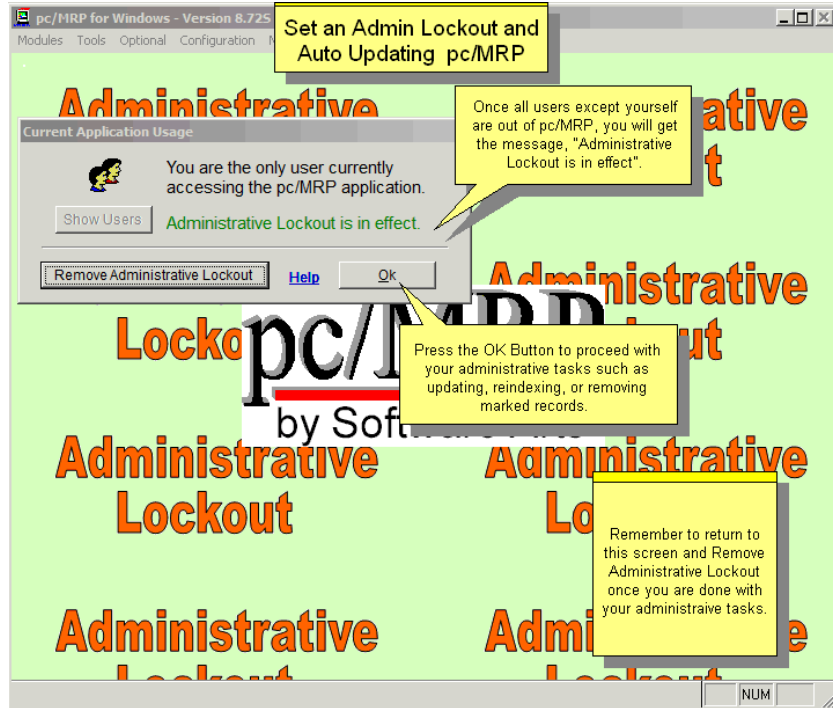 pc/MRP for Windows - Version 8.72S
Modules Tools Optional Configuration
Set an Admin Lockout and
Auto Updating pc/MRP
Administrative
Once all users except yourself
are out of pc/MRP, you will get
the message, "Administrative
Lockout is in effect".
Current Application Usage
You are the only user currently
accessing the pc/MRP application.
Show Users
Administrative Lockout is in effect.
Remove Administrative Lockout Help Ok
Administrative
Press the OK Button to proceed with
your administrative tasks such as
updating, reindexing, or removing
marked records.
pc/MRP
by Software Arts
Administrative
Lockout
Administrative
Remember to return to
this screen and Remove
Administrative Lockout
once you are done with
your administraive tasks.
Administrative
Lockout
NUM